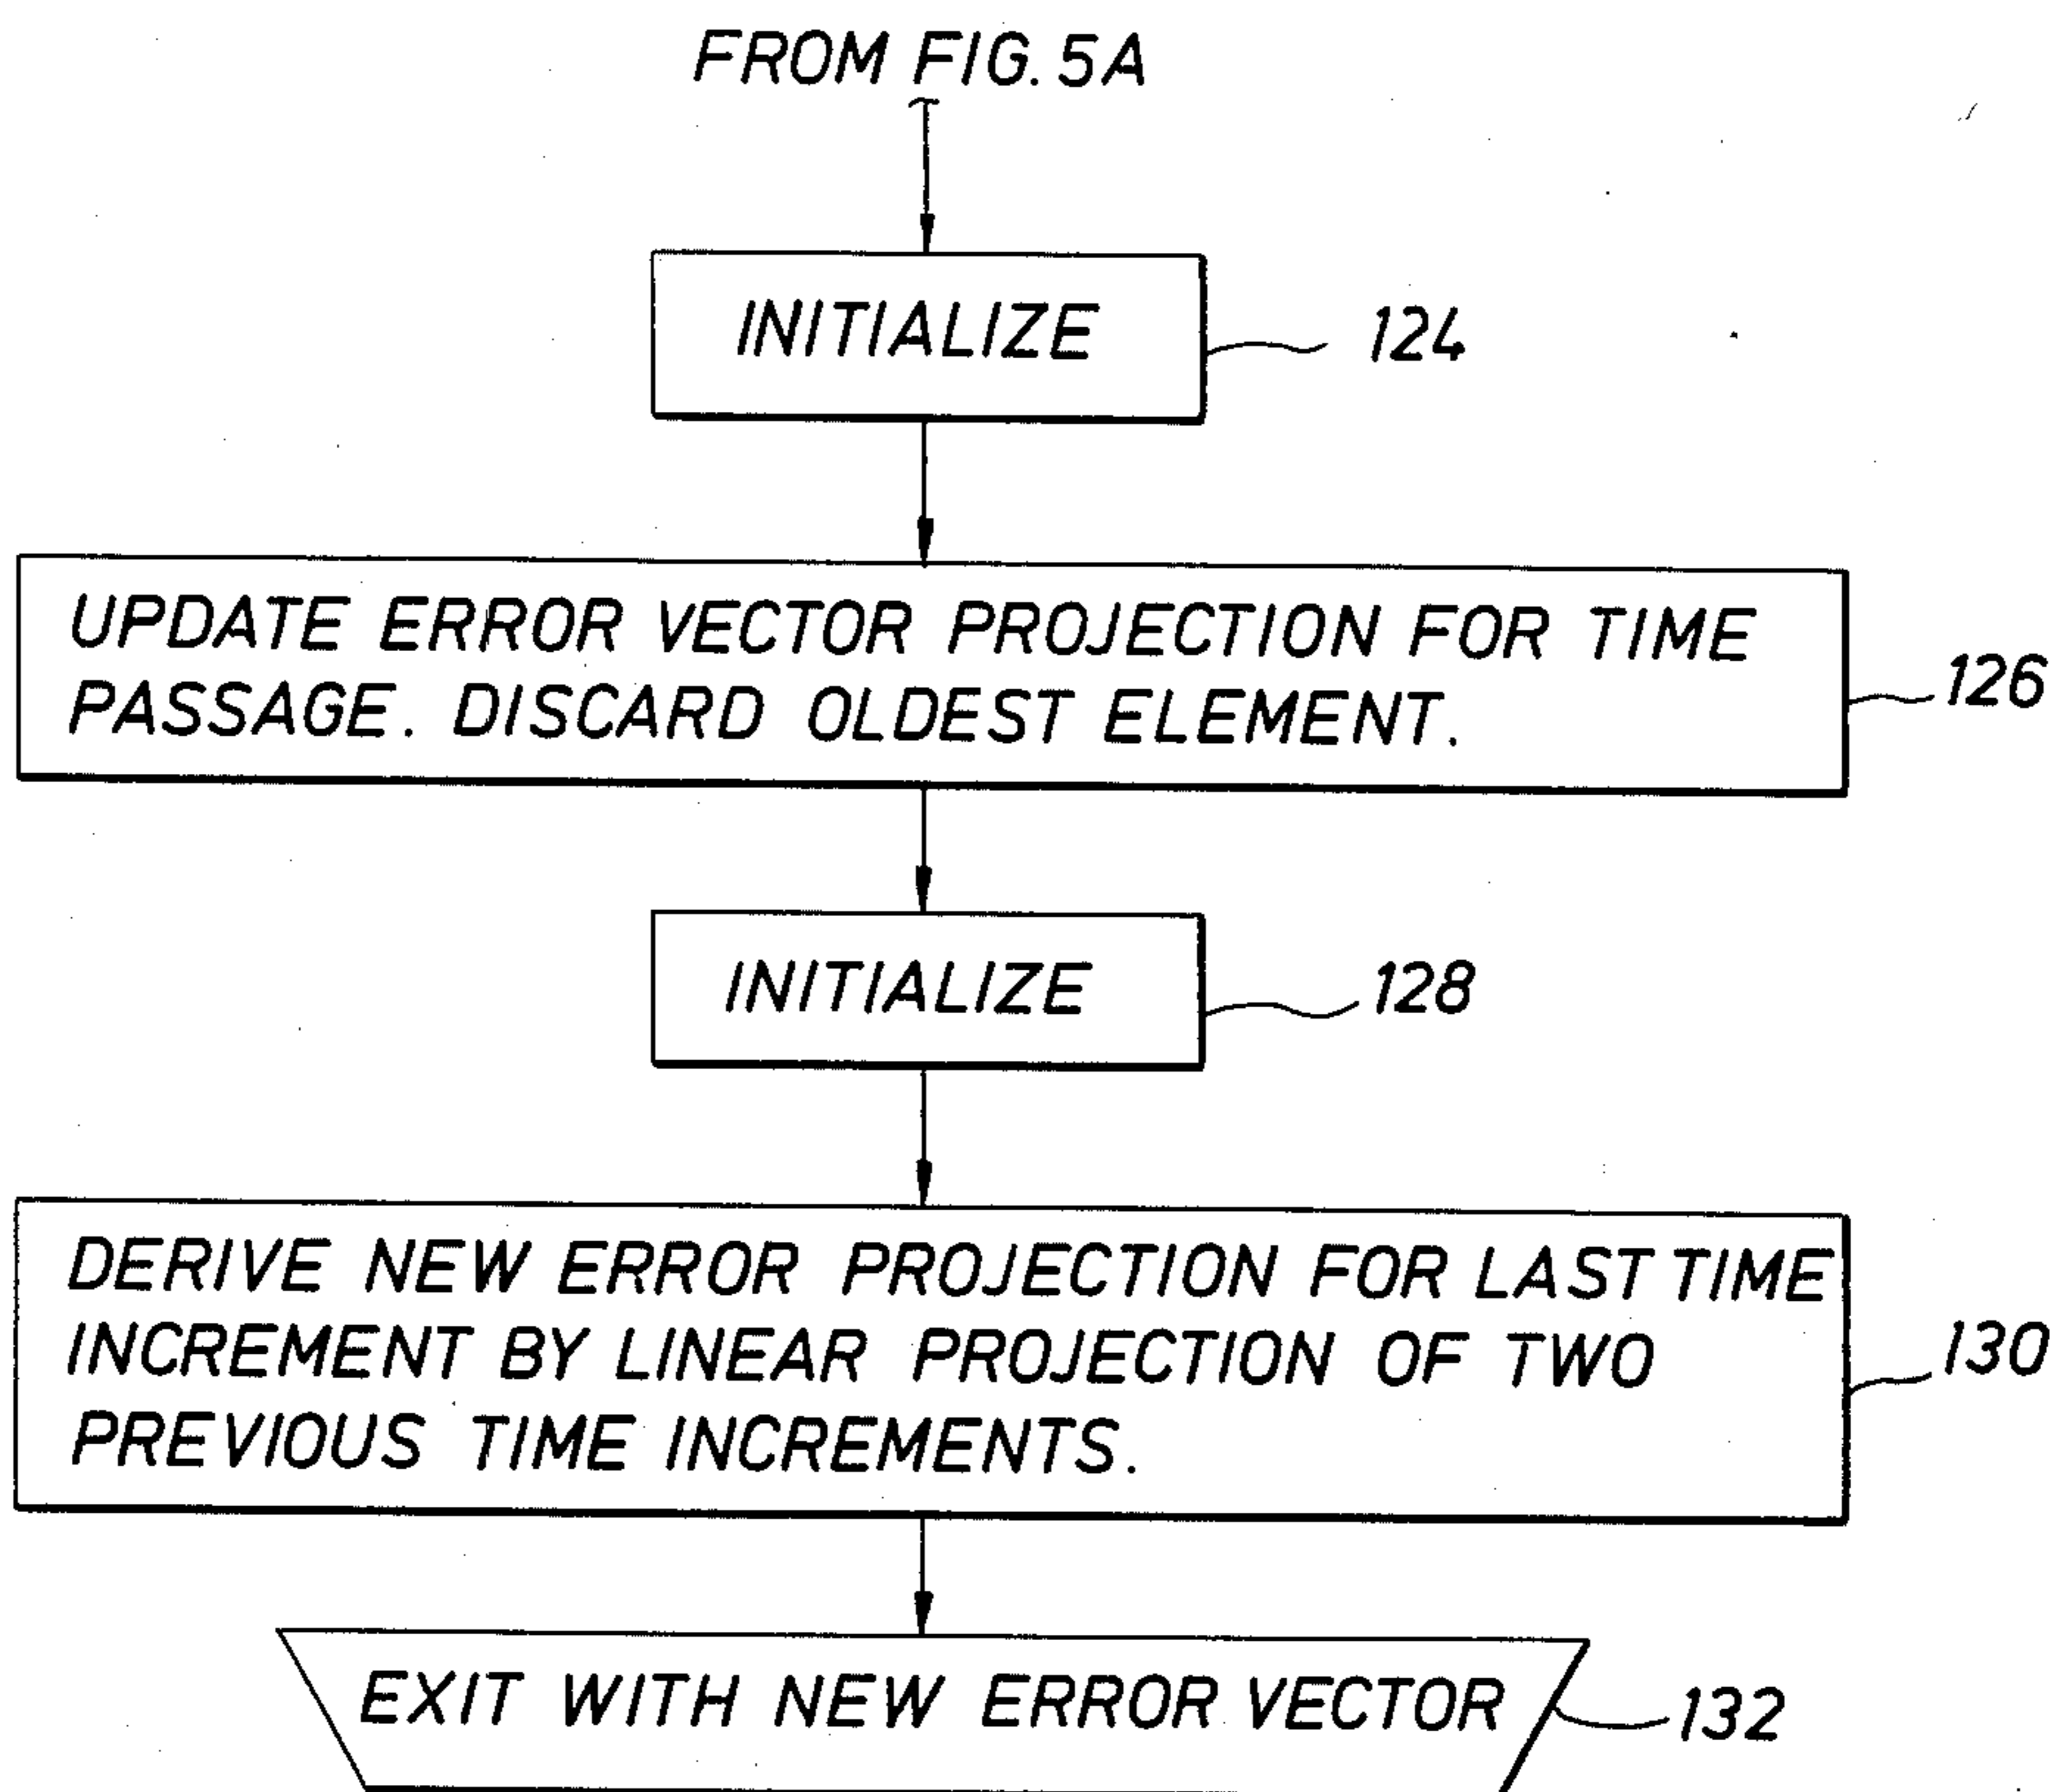 FROM FIG. 5A
INITIALIZE
124
UPDATE ERROR VECTOR PROJECTION FOR TIME
PASSAGE. DISCARD OLDEST ELEMENT.
126
INITIALIZE
128
DERIVE NEW ERROR PROJECTION FOR LAST TIME
INCREMENT BY LINEAR PROJECTION OF TWO
PREVIOUS TIME INCREMENTS.
130
EXIT WITH NEW ERROR VECTOR
132